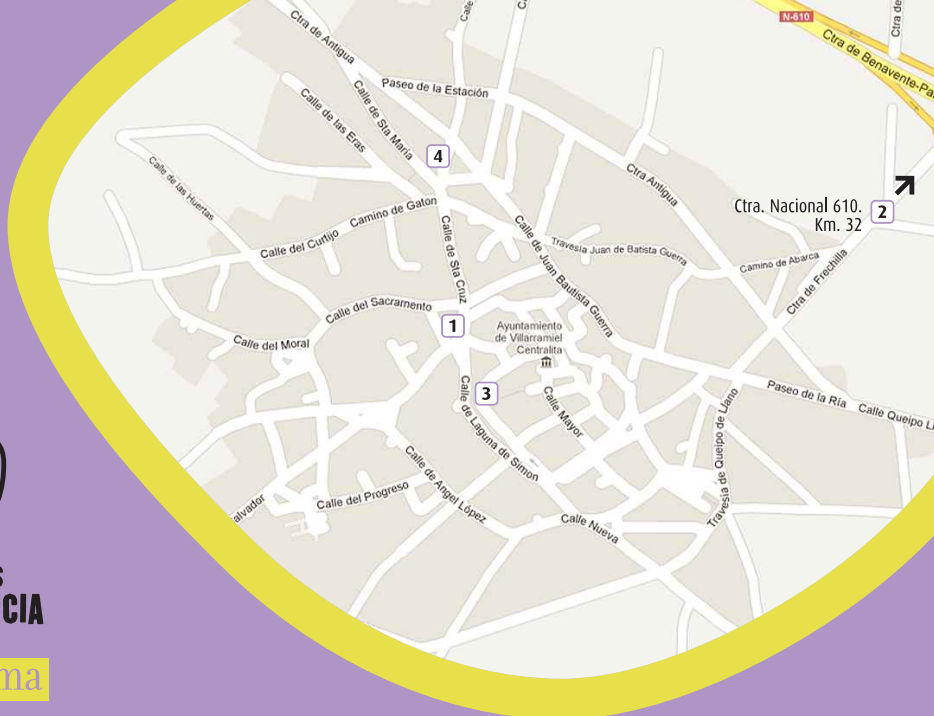 N-610
Ctra de Benavente-Pa
Ctra de
Calle
C
Ctra de Antigua
Paseo de la Estación
Calle de Sta María
Calle de las Eras
4
Ctra Antigua
Calle de las Huertas
Ctra. Nacional 610.
Km. 32
2
Camino de Gaton
Calle del Curtijo
Calle de Sta Cruz
Calle de Juan Bautista Guerra
Travesía Juan de Batista Guerra
Camino de Abarca
Ctra de Frechilla
Calle del Sacramento
1
Ayuntamiento
de Villarramiel
Centralita
Calle del Moral
3
Calle Mayor
Calle de Laguna de Simon
Paseo de la Ría
Calle Queipo Ll
Travesía de Queipo de Llano
Calle de Angel López
Calle del Progreso
alvador
Calle Nueva
s
CIA
ma